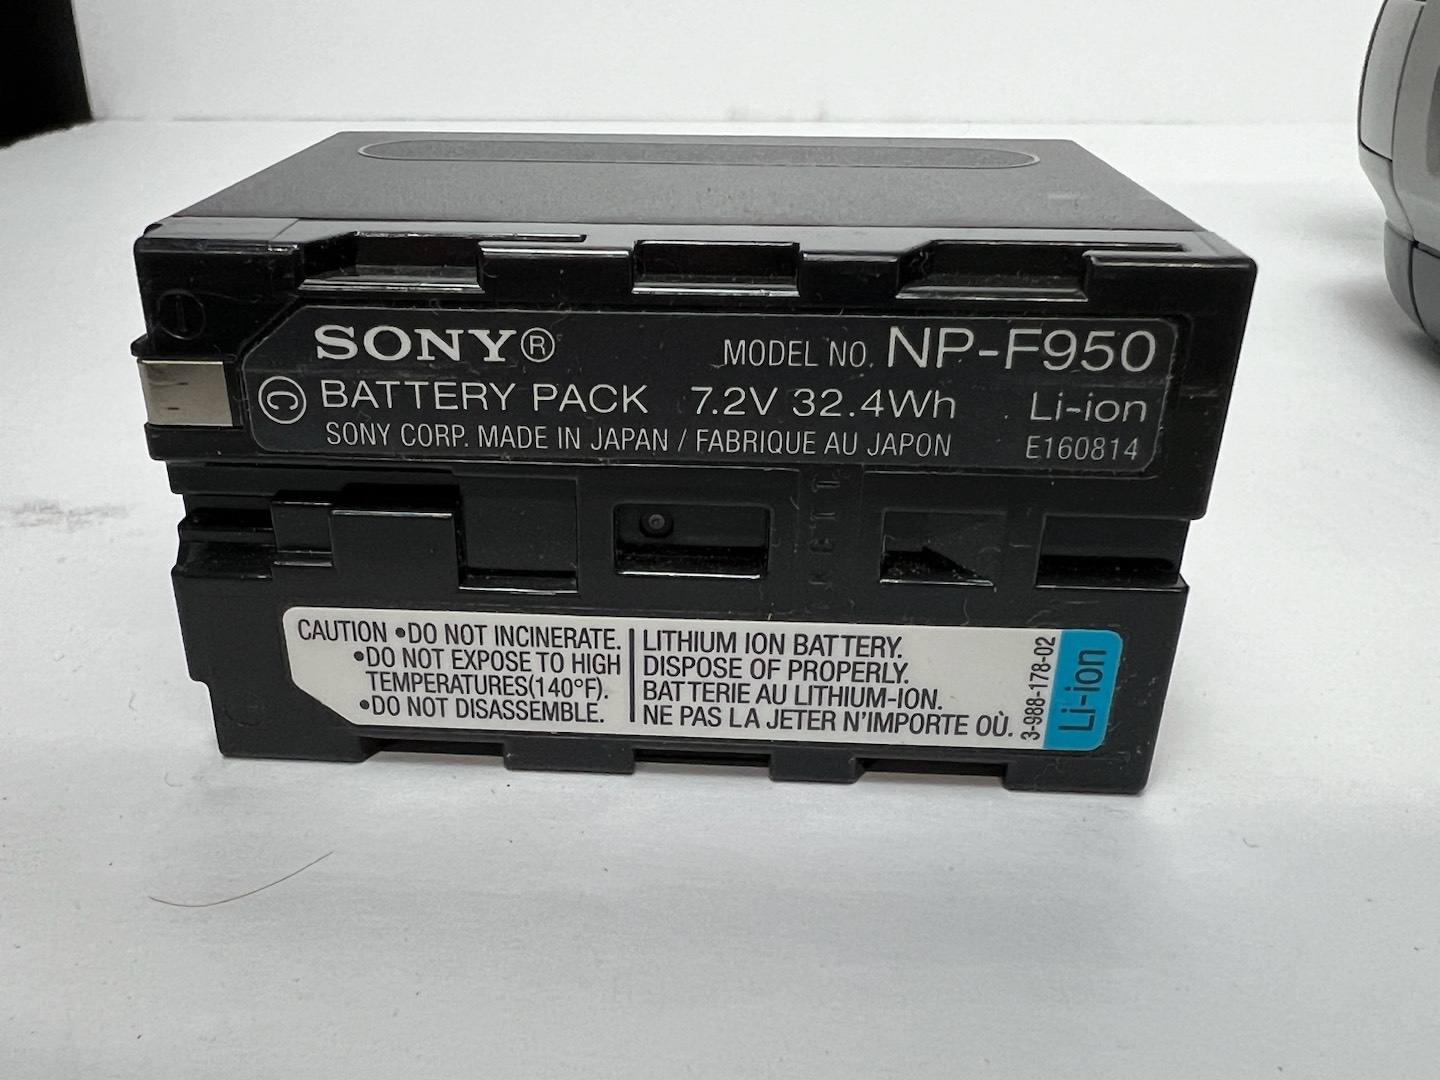 SONY®
MODEL NO. NP-F950
C BATTERY PACK 7.2V 32.4Wh Li-ion
SONY CORP. MADE IN JAPAN / FABRIQUE AU JAPON E160814
CAUTION •DO NOT INCINERATE.
•DO NOT EXPOSE TO HIGH
TEMPERATURES(140°F).
•DO NOT DISASSEMBLE.
LITHIUM ION BATTERY.
DISPOSE OF PROPERLY.
BATTERIE AU LITHIUM-ION.
NE PAS LA JETER N'IMPORTE OÙ.
3-988-178-02
Li-ion